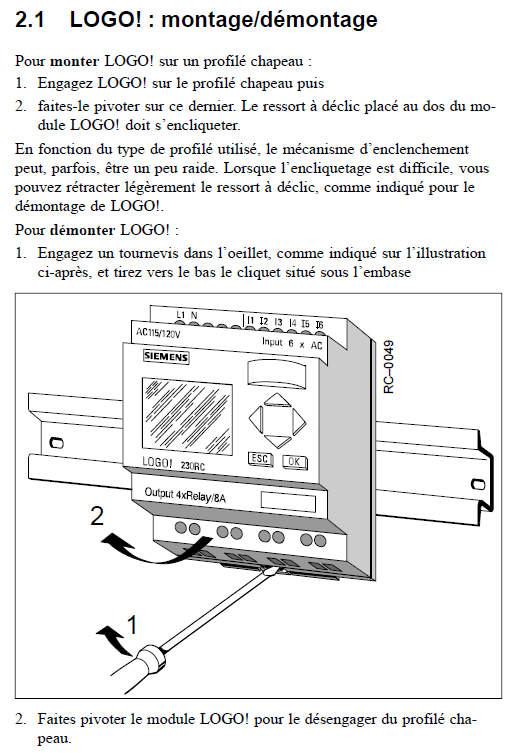 2.1 LOGO! : montage/démontage
Pour monter LOGO! sur un profilé chapeau :
1. Engagez LOGO! sur le profilé chapeau puis
2. faites-le pivoter sur ce dernier. Le ressort à déclic placé au dos du mo-
dule LOGO! doit s'encliqueter.
En fonction du type de profilé utilisé, le mécanisme d'enclenchement
peut, parfois, être un peu raide. Lorsque l'encliquetage est difficile, vous
pouvez rétracter légèrement le ressort à déclic, comme indiqué pour le
démontage de LOGO!.
Pour démonter LOGO! :
1. Engagez un tournevis dans l'oeillet, comme indiqué sur l'illustration
ci-après, et tirez vers le bas le cliquet situé sous l'embase
L1 N I1 I2 I3 I4 I5 I6
AC115/120V Input 6 x AC
SIEMENS
RC–0049
ESC OK
LOGO! 230RC
Output 4xRelay/8A
2
1
2. Faites pivoter le module LOGO! pour le désengager du profilé cha-
peau.